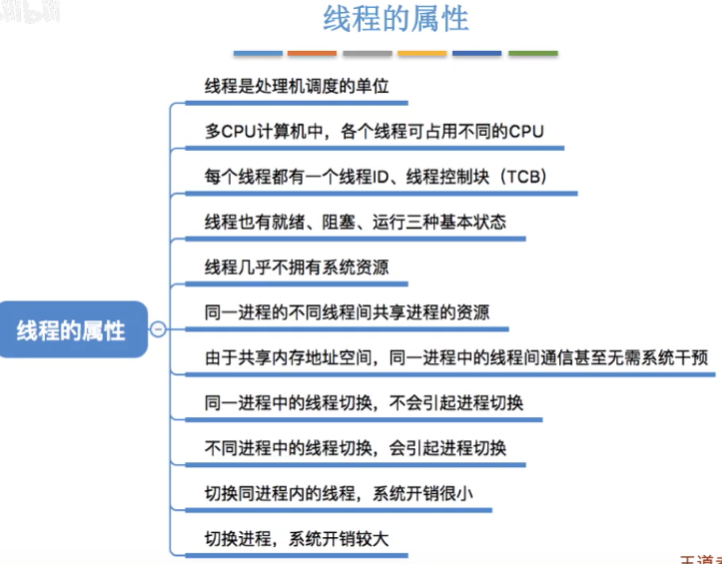 线程的属性
线程是处理机调度的单位
多CPU计算机中，各个线程可占用不同的CPU
每个线程都有一个线程ID、线程控制块（TCB）
线程也有就绪、阻塞、运行三种基本状态
线程几乎不拥有系统资源
线程的属性
同一进程的不同线程间共享进程的资源
由于共享内存地址空间，同一进程中的线程间通信甚至无需系统干预
同一进程中的线程切换，不会引起进程切换
不同进程中的线程切换，会引起进程切换
切换同进程内的线程，系统开销很小
切换进程，系统开销较大
王道